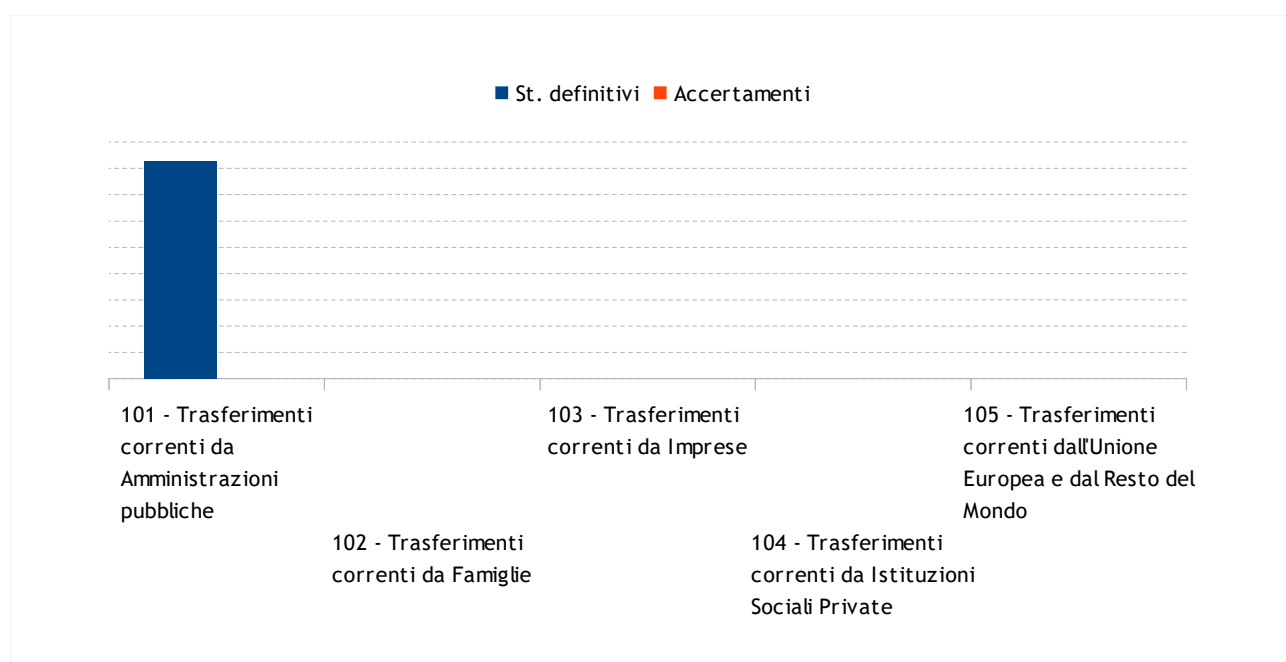 St. definitivi Accertamenti
101 - Trasferimenti
correnti da
Amministrazioni
pubbliche
102 - Trasferimenti
correnti da Famiglie
103 - Trasferimenti
correnti da Imprese
104 - Trasferimenti
correnti da Istituzioni
Sociali Private
105 - Trasferimenti
correnti dall'Unione
Europea e dal Resto del
Mondo